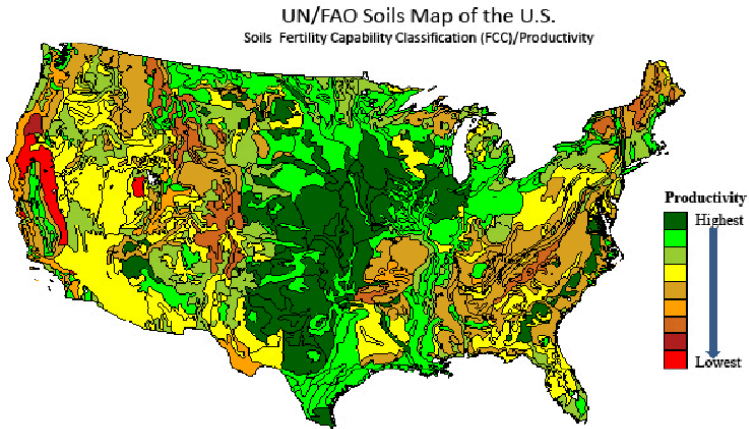 UN/FAO Soils Map of the U.S.
Soils Fertility Capability Classification (FCC)/Productivity
Productivity
Highest
Lowest